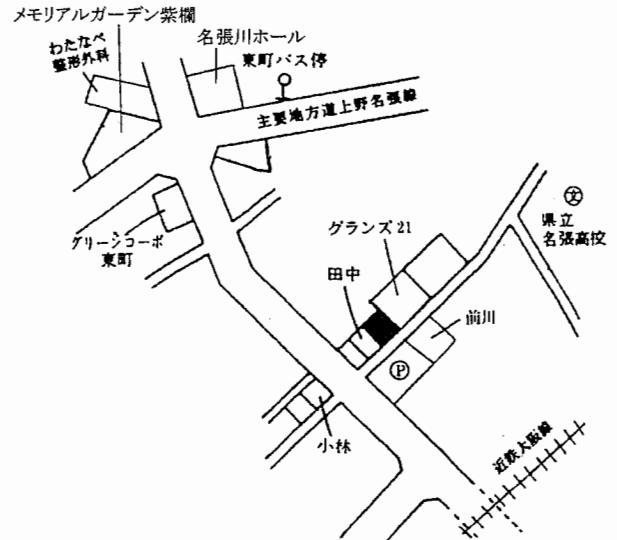 メモリアルガーデン紫欄
わたなべ
整形外科
名張川ホール
東町バス停
主要地方道上野名張線
グリーンコーポ
東町
グランズ21
田中
文
県立
名張高校
前川
P
小林
近鉄大阪線